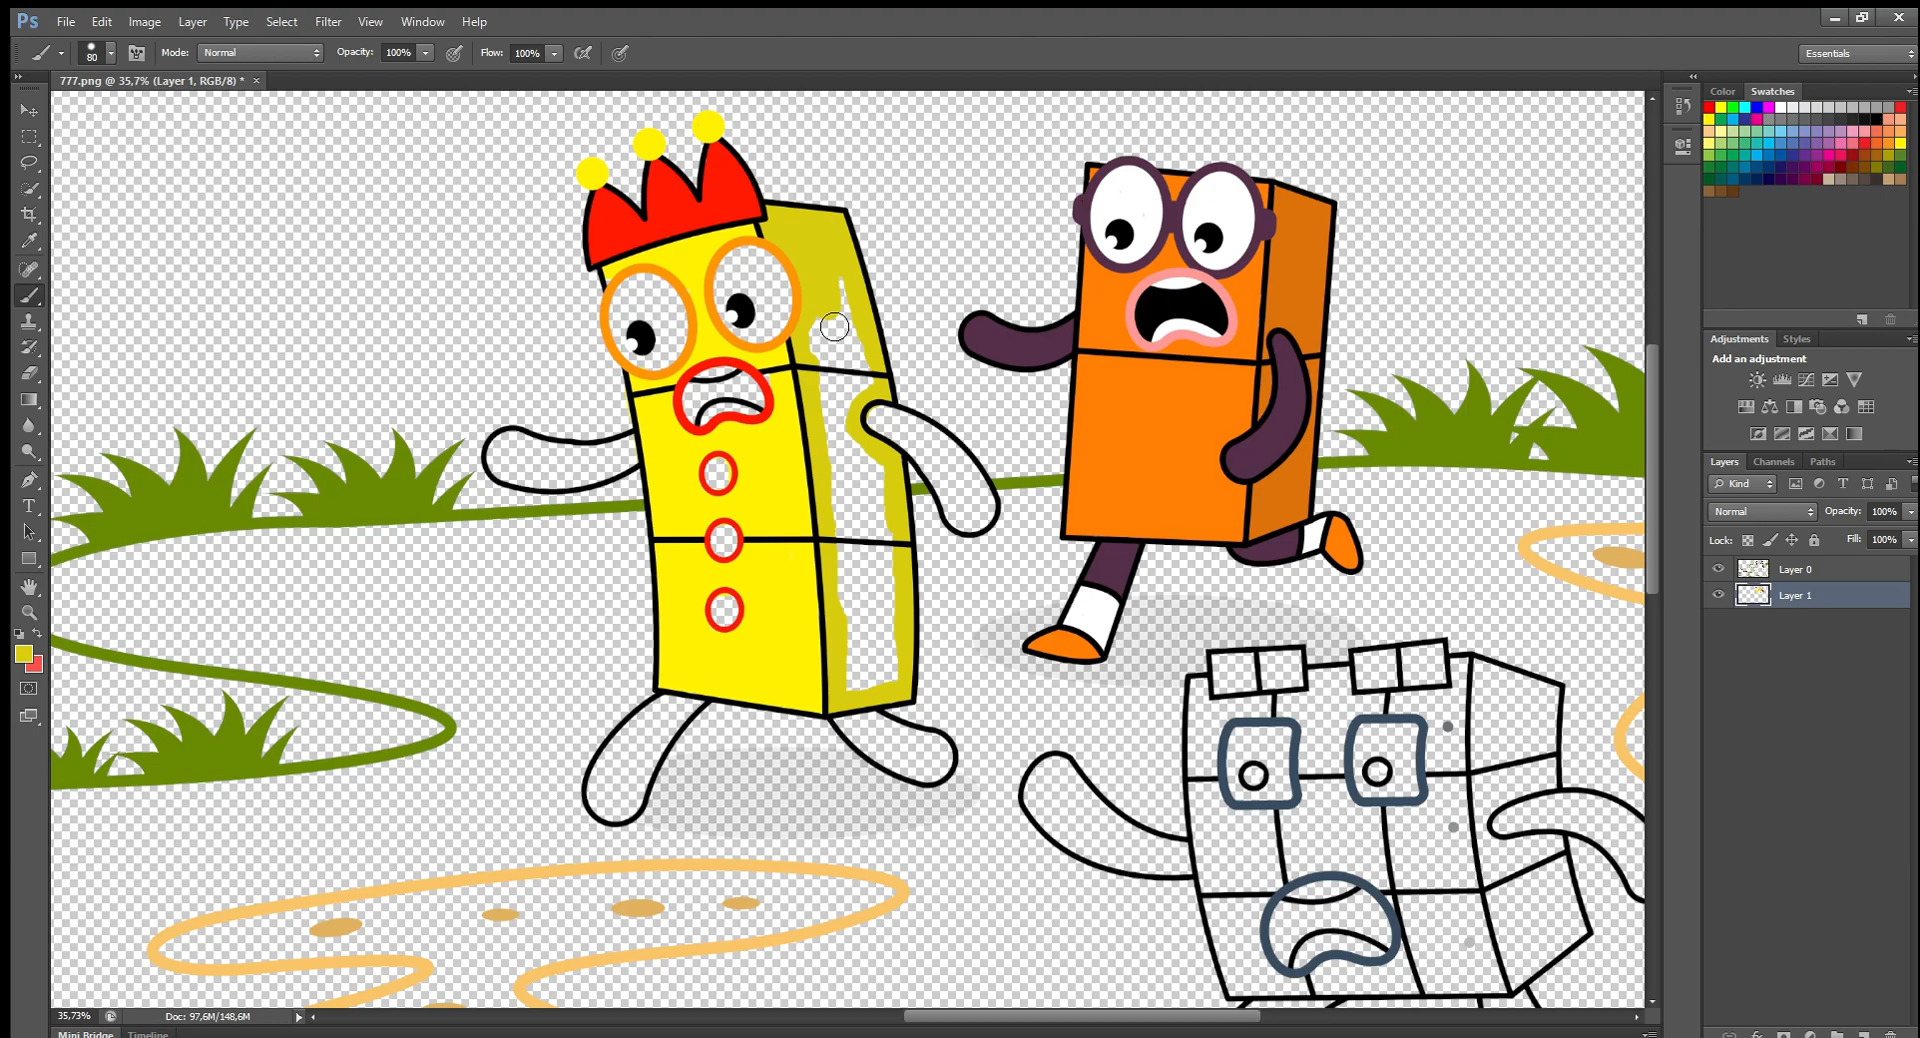 Ps File Edit Image Layer Type Select Filter View Window Help
80 Mode: Normal Opacity: 100% Flow: 100% Essentials
777.png @ 35,7% (Layer 1, RGB/8) * ×
Color Swatches
Adjustments Styles
Add an adjustment
Layers Channels Paths
Kind T
Normal Opacity: 100%
Lock: Fill: 100%
Layer 0
Layer 1
T
35,73% Doc: 97,6M/148,6M
Mini Bridge Timeline